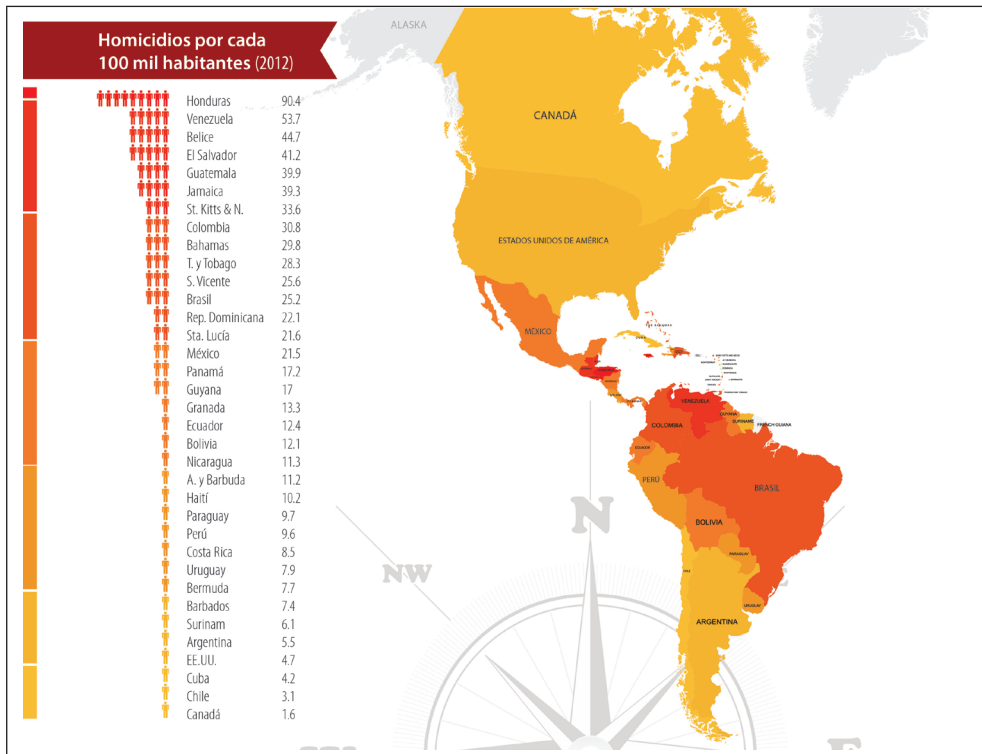 Homicidios por cada
100 mil habitantes (2012)
Honduras 90.4
Venezuela 53.7
Belice 44.7
El Salvador 41.2
Guatemala 39.9
Jamaica 39.3
St. Kitts & N. 33.6
Colombia 30.8
Bahamas 29.8
T. y Tobago 28.3
S. Vicente 25.6
Brasil 25.2
Rep. Dominicana 22.1
Sta. Lucía 21.6
México 21.5
Panamá 17.2
Guyana 17
Granada 13.3
Ecuador 12.4
Bolivia 12.1
Nicaragua 11.3
A. y Barbuda 11.2
Haití 10.2
Paraguay 9.7
Perú 9.6
Costa Rica 8.5
Uruguay 7.9
Bermuda 7.7
Barbados 7.4
Surinam 6.1
Argentina 5.5
EE.UU. 4.7
Cuba 4.2
Chile 3.1
Canadá 1.6
ALASKA
CANADÁ
ESTADOS UNIDOS DE AMÉRICA
MÉXICO
VENEZUELA
GUYANA
SURINAME
FRENCH GUIANA
COLOMBIA
ECUADOR
PERÚ
BRASIL
BOLIVIA
PARAGUAY
CHILE
URUGUAY
ARGENTINA
N
NW